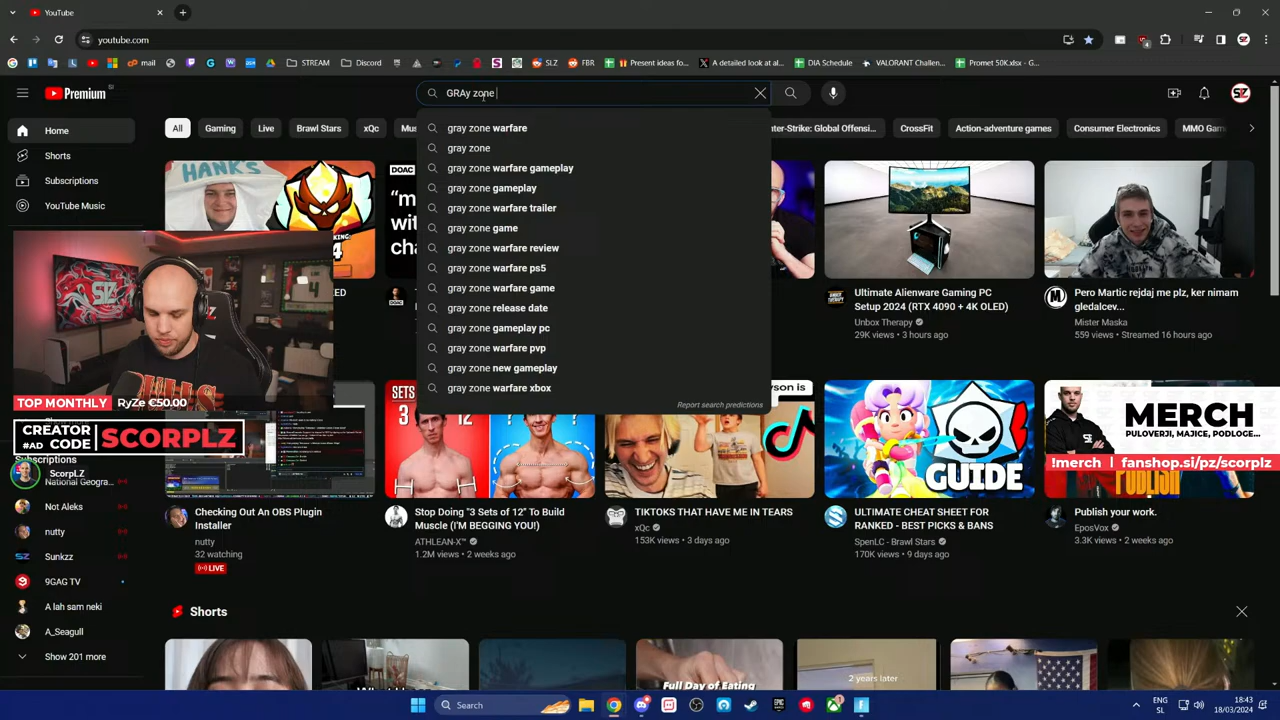 YouTube
youtube.com
mail
STREAM
Discord
SLZ
FBR
Present ideas fo...
A detailed look at al...
DIA Schedule
VALORANT Challen...
Promet 50K.xlsx - G...
Premium SI
GRAy zone
gray zone warfare
gray zone
gray zone warfare gameplay
gray zone gameplay
gray zone warfare trailer
gray zone game
gray zone warfare review
gray zone warfare ps5
gray zone warfare game
gray zone release date
gray zone gameplay pc
gray zone warfare pvp
gray zone new gameplay
gray zone warfare xbox
Report search predictions
Home
Shorts
Subscriptions
YouTube Music
All
Gaming
Live
Brawl Stars
xQc
Mus
ter-Strike: Global Offensi...
CrossFit
Action-adventure games
Consumer Electronics
MMO Gam
HANK'S
DOAC
Ultimate Alienware Gaming PC
Setup 2024 (RTX 4090 + 4K OLED)
Unbox Therapy
29K views • 3 hours ago
Pero Martic rejdaj me plz, ker nimam
gledalcev...
Mister Maska
559 views • Streamed 16 hours ago
TOP MONTHLY RyZe €50.00
CREATOR
RAD CODE
SCORPLZ
Subscriptions
ScorpLZ
National Geogra...
Not Aleks
nutty
Sunkzz
9GAG TV
A lah sam neki
A_Seagull
Show 201 more
SETS
3
12
GUIDE
MERCH
PULOVERJI, MAJICE, PODLOGE...
!merch | fanshop.si/pz/scorplz
PUBLISH
Checking Out An OBS Plugin
Installer
nutty
32 watching
LIVE
Stop Doing "3 Sets of 12" To Build
Muscle (I'M BEGGING YOU!)
ATHLEAN-X™
1.2M views • 2 weeks ago
TIKTOKS THAT HAVE ME IN TEARS
xQc
153K views • 3 days ago
ULTIMATE CHEAT SHEET FOR
RANKED - BEST PICKS & BANS
SpenLC - Brawl Stars
170K views • 9 days ago
Publish your work.
EposVox
3.3K views • 2 weeks ago
Shorts
Full Day of Eating
2 years later
Search
ENG
SL
18:43
18/03/2024